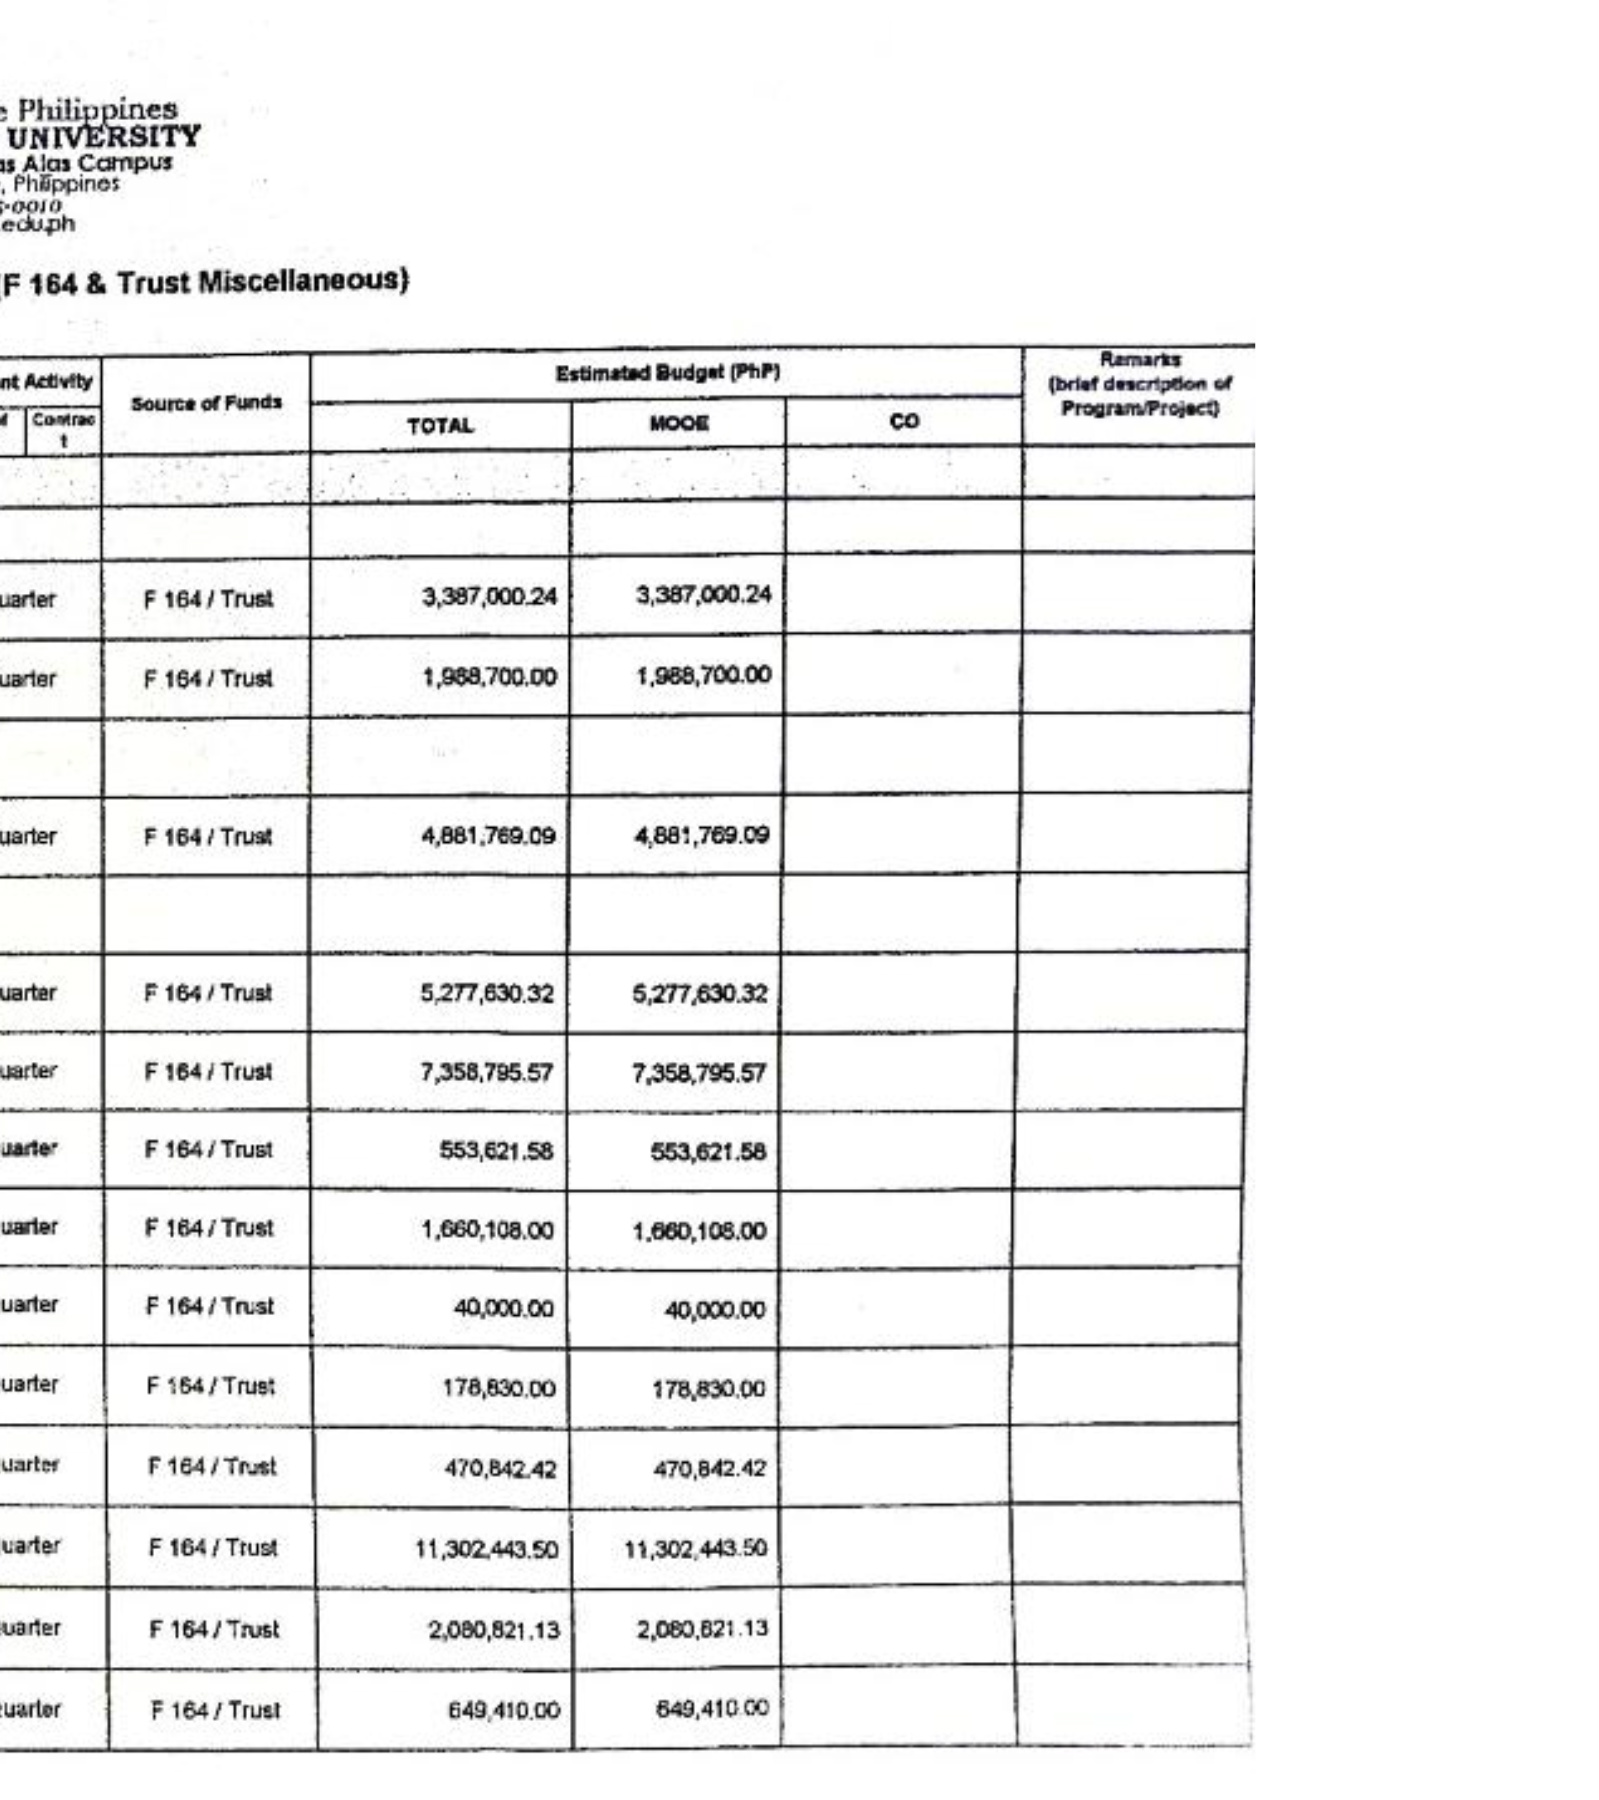 e Philippines
UNIVERSITY
as Alas Campus
, Philippines
5-0010
.edu.ph
(F 164 & Trust Miscellaneous)
nt Activity Source of Funds Estimated Budget (PhP) Remarks (brief description of Program/Project)
f Contrac t TOTAL MOOE CO
uarter F 164 / Trust 3,387,000.24 3,387,000.24
uarter F 164 / Trust 1,988,700.00 1,988,700.00
uarter F 164 / Trust 4,881,769.09 4,881,769.09
uarter F 164 / Trust 5,277,630.32 5,277,630.32
uarter F 164 / Trust 7,358,795.57 7,358,795.57
uarter F 164 / Trust 553,621.58 553,621.58
uarter F 164 / Trust 1,660,108.00 1,660,108.00
uarter F 164 / Trust 40,000.00 40,000.00
uarter F 164 / Trust 178,830.00 178,830.00
uarter F 164 / Trust 470,842.42 470,842.42
uarter F 164 / Trust 11,302,443.50 11,302,443.50
uarter F 164 / Trust 2,080,821.13 2,080,821.13
uarter F 164 / Trust 649,410.00 649,410.00